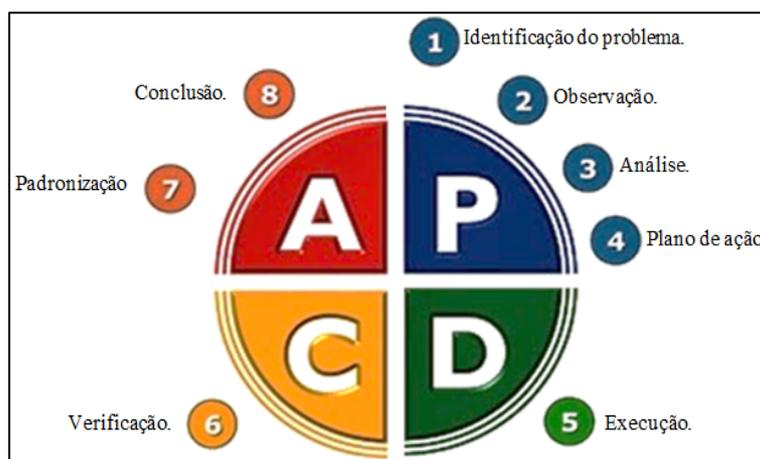 1 Identificação do problema.
2 Observação.
3 Análise.
4 Plano de ação
5 Execução.
6 Verificação.
7 Padronização
8 Conclusão.
A P
C D